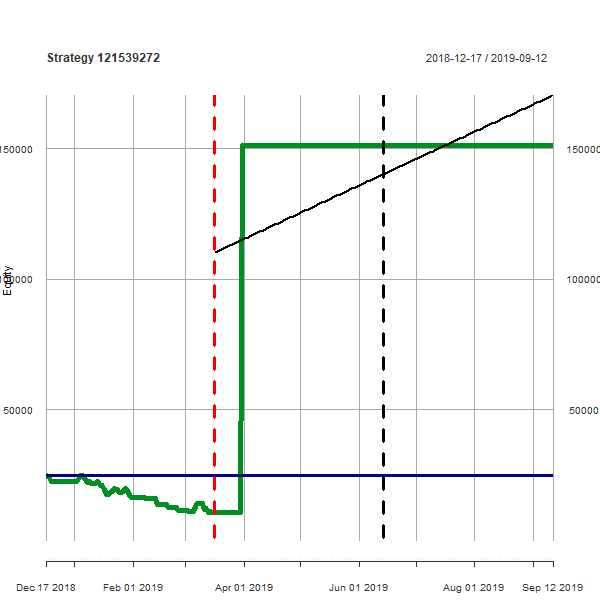 Strategy 121539272
2018-12-17 / 2019-09-12
150000
150000
Equity
100000
100000
50000
50000
Dec 17 2018
Feb 01 2019
Apr 01 2019
Jun 01 2019
Aug 01 2019
Sep 12 2019